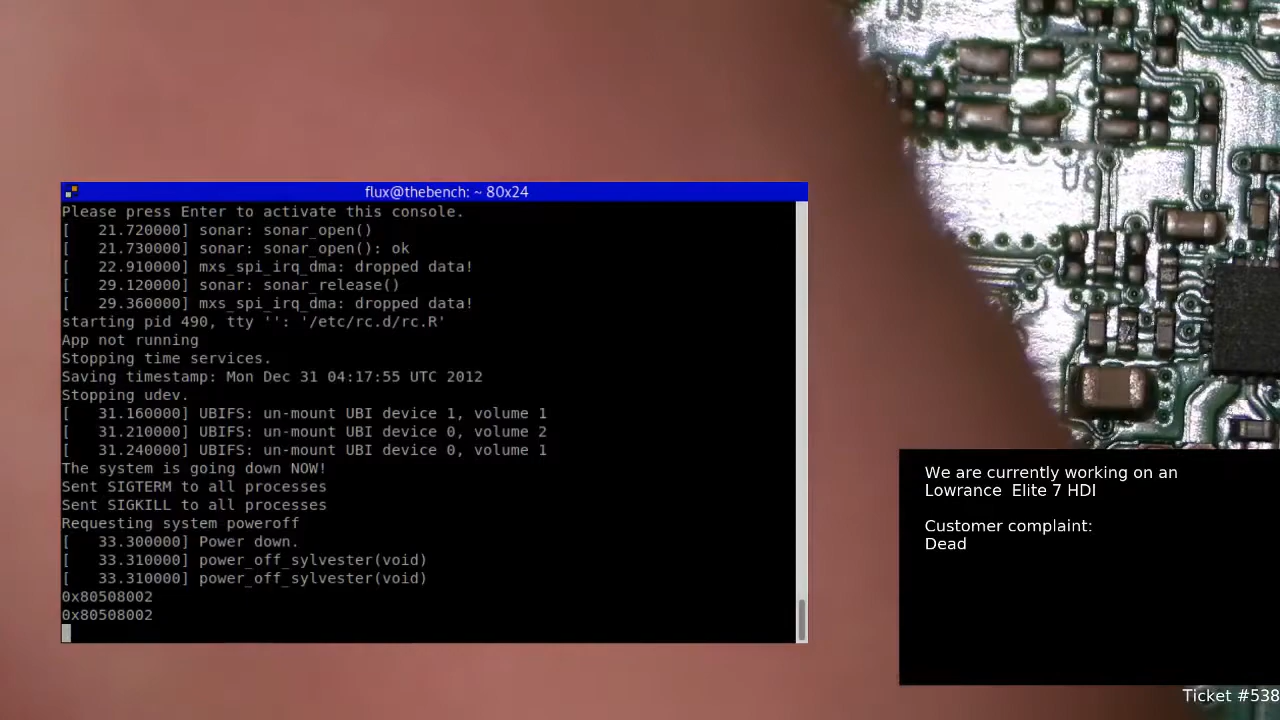 flux@thebench: ~ 80x24
Please press Enter to activate this console.
[   21.720000] sonar: sonar_open()
[   21.730000] sonar: sonar_open(): ok
[   22.910000] mxs_spi_irq_dma: dropped data!
[   29.120000] sonar: sonar_release()
[   29.360000] mxs_spi_irq_dma: dropped data!
starting pid 490, tty '': '/etc/rc.d/rc.R'
App not running
Stopping time services.
Saving timestamp: Mon Dec 31 04:17:55 UTC 2012
Stopping udev.
[   31.160000] UBIFS: un-mount UBI device 1, volume 1
[   31.210000] UBIFS: un-mount UBI device 0, volume 2
[   31.240000] UBIFS: un-mount UBI device 0, volume 1
The system is going down NOW!
Sent SIGTERM to all processes
Sent SIGKILL to all processes
Requesting system poweroff
[   33.300000] Power down.
[   33.310000] power_off_sylvester(void)
[   33.310000] power_off_sylvester(void)
0x80508002
0x80508002
U8
We are currently working on an
Lowrance  Elite 7 HDI
Customer complaint:
Dead
Ticket #538